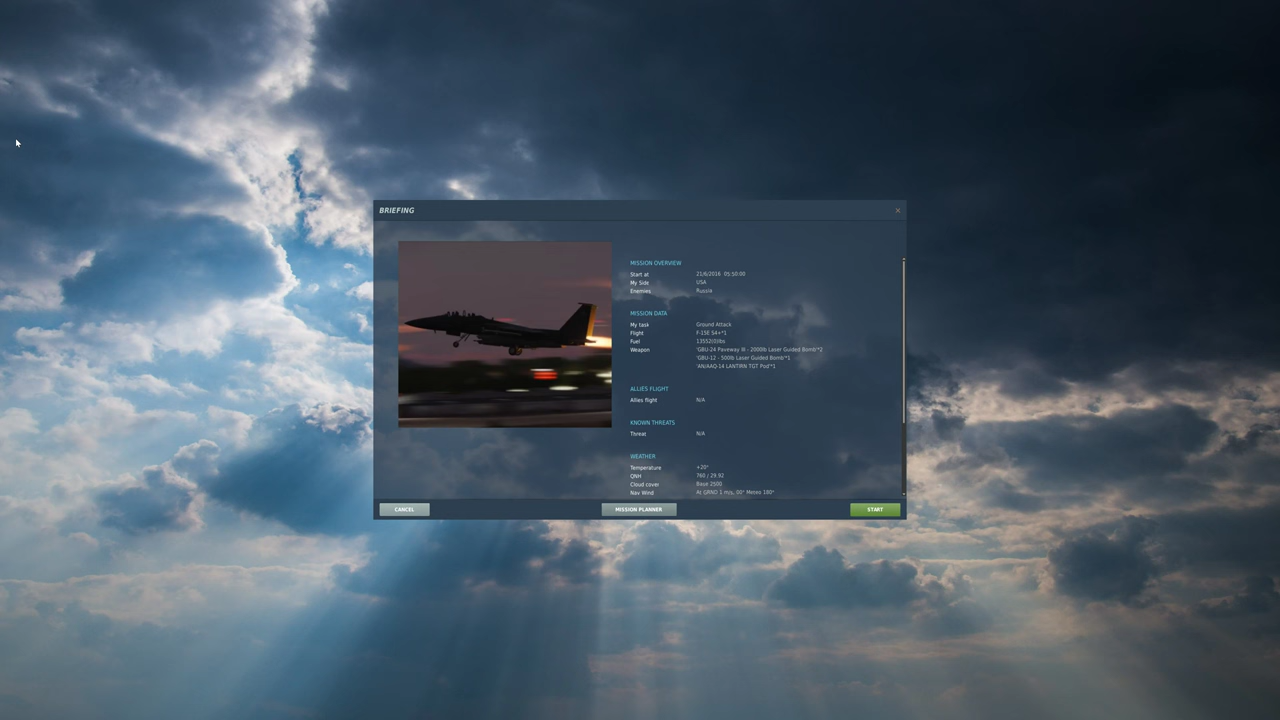 BRIEFING
MISSION OVERVIEW
Start at 21/6/2016 05:50:00
My Side USA
Enemies Russia
MISSION DATA
My task Ground Attack
Flight F-15E S4+*1
Fuel 13552(0)lbs
Weapon 'GBU-24 Paveway III - 2000lb Laser Guided Bomb'*2
'GBU-12 - 500lb Laser Guided Bomb'*1
'AN/AAQ-14 LANTIRN TGT Pod'*1
ALLIES FLIGHT
Allies flight N/A
KNOWN THREATS
Threat N/A
WEATHER
Temperature +20°
QNH 760 / 29.92
Cloud cover Base 2500
Nav Wind At GRND 1 m/s, 00° Meteo 180°
CANCEL MISSION PLANNER START